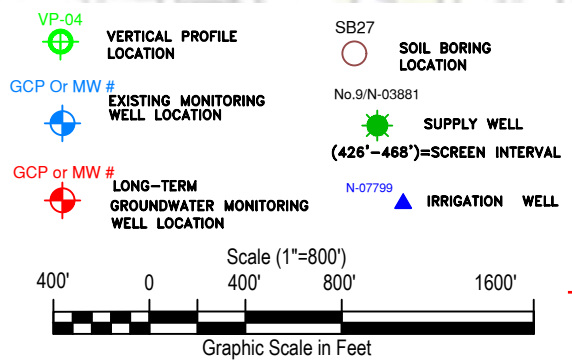 VP-04
VERTICAL PROFILE
LOCATION
SB27
SOIL BORING
LOCATION
GCP Or MW #
EXISTING MONITORING
WELL LOCATION
No.9/N-03881
SUPPLY WELL
(426'-468')=SCREEN INTERVAL
GCP or MW #
LONG-TERM
GROUNDWATER MONITORING
WELL LOCATION
N-07799
IRRIGATION WELL
Scale (1"=800')
400' 0 400' 800' 1600'
Graphic Scale in Feet